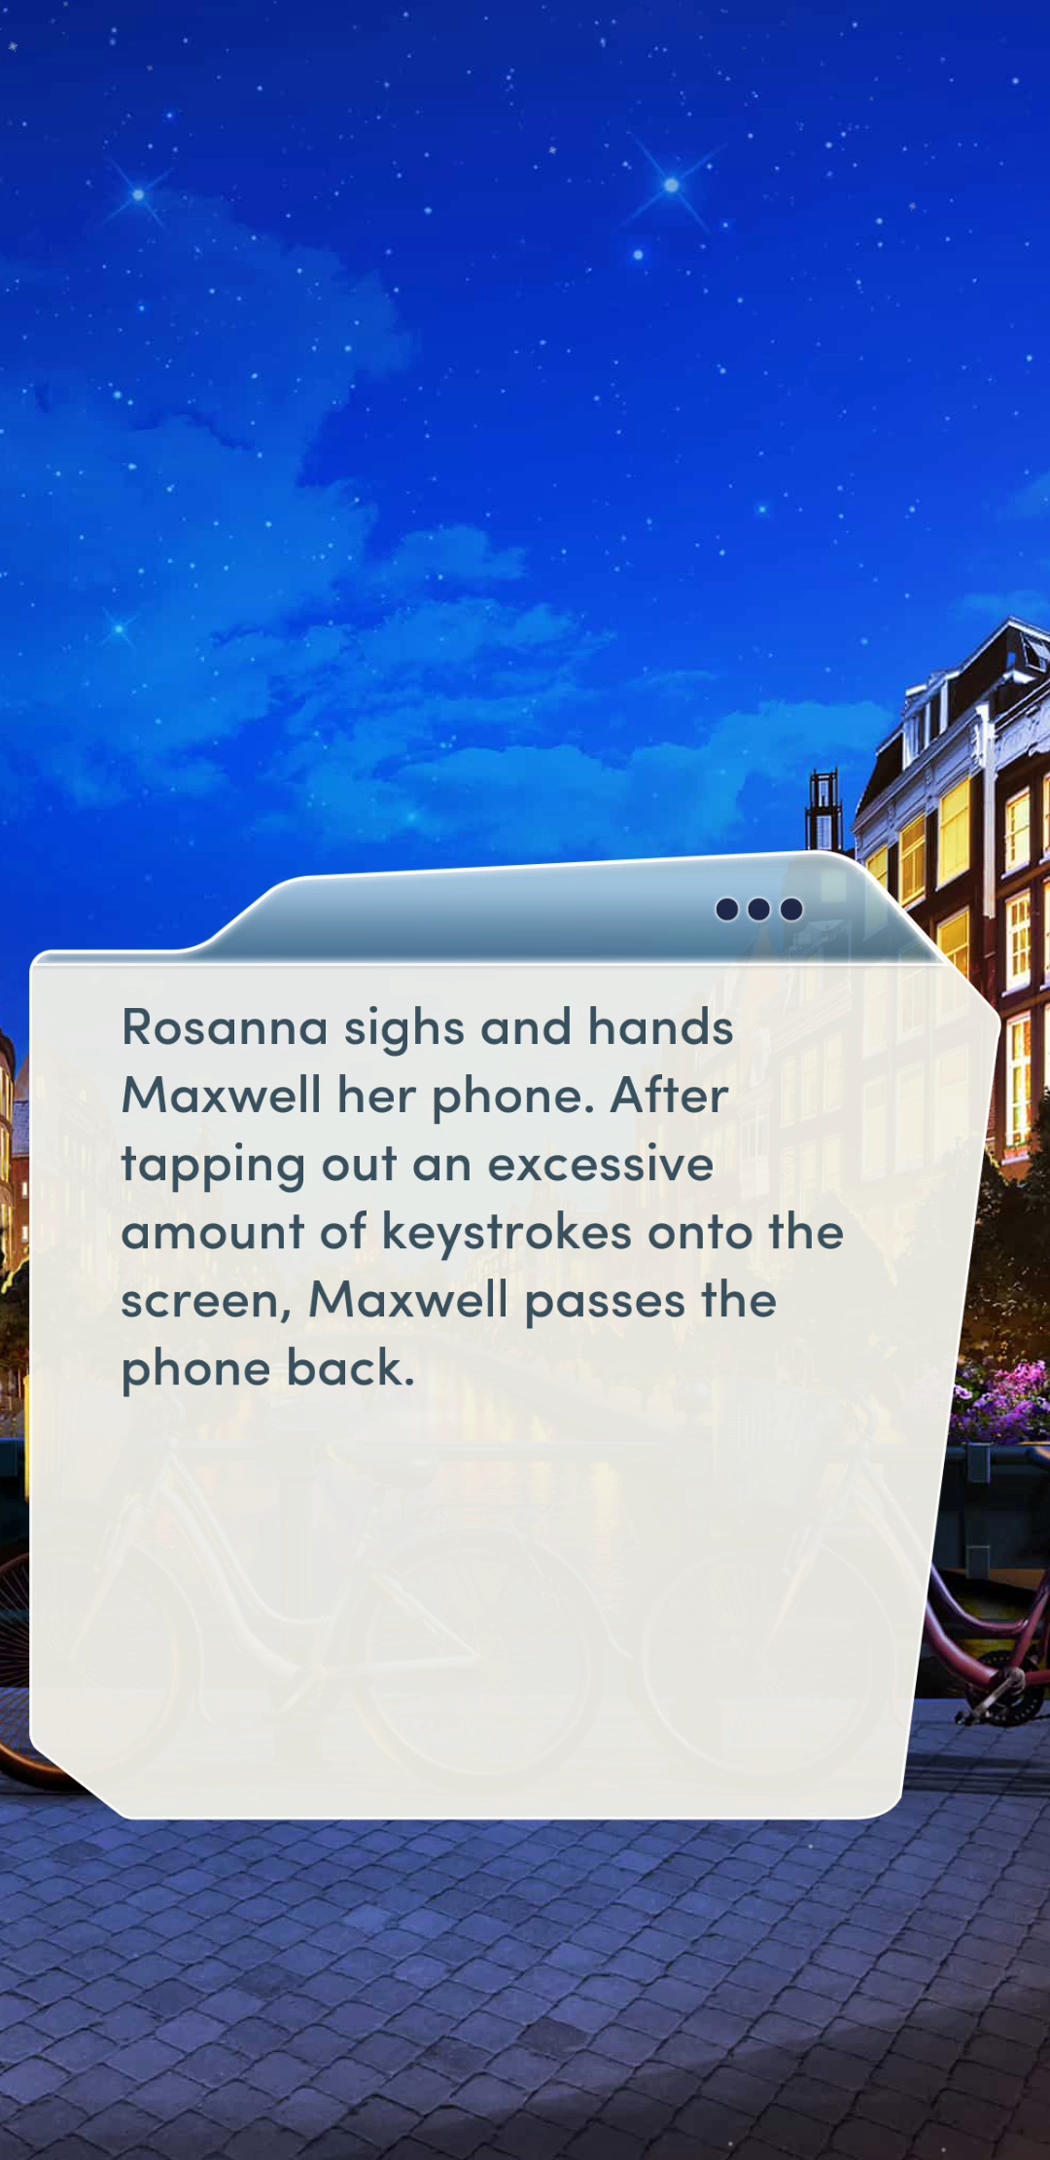 Rosanna sighs and hands
Maxwell her phone. After
tapping out an excessive
amount of keystrokes onto the
screen, Maxwell passes the
phone back.